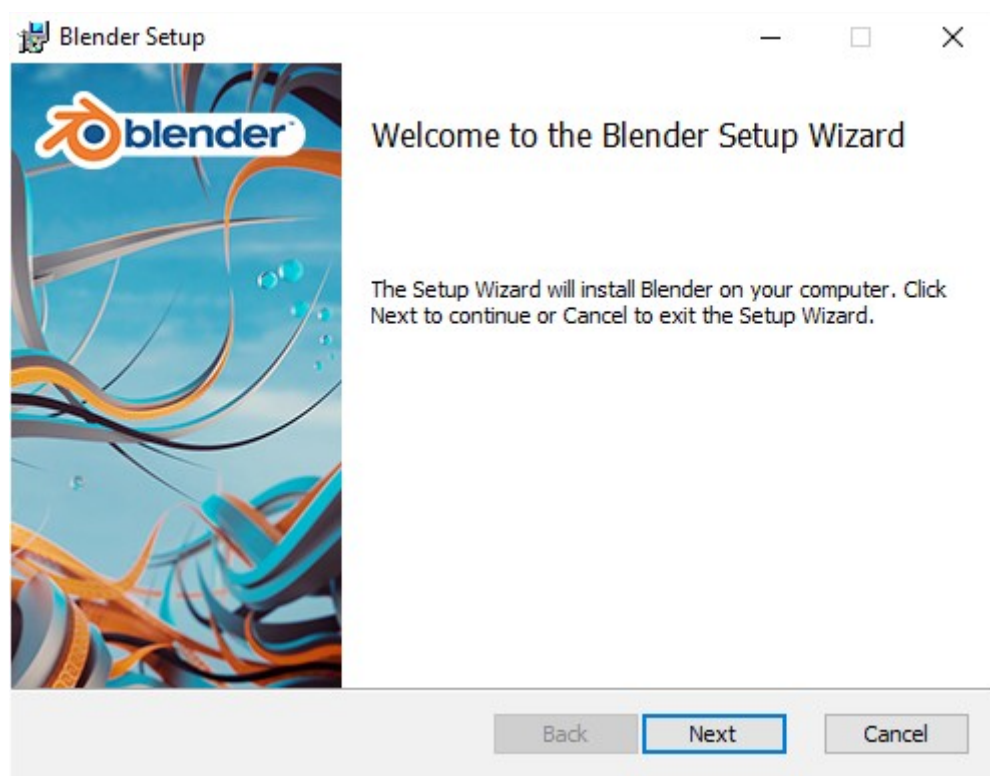 Blender Setup
blender
Welcome to the Blender Setup Wizard
The Setup Wizard will install Blender on your computer. Click
Next to continue or Cancel to exit the Setup Wizard.
Back
Next
Cancel